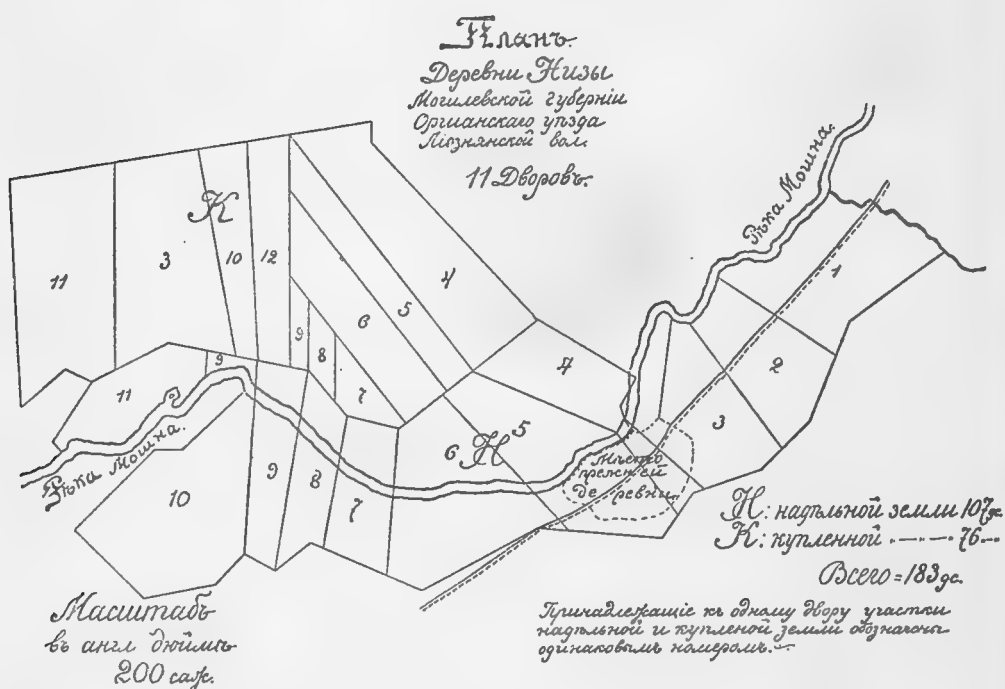 Планъ.
Деревни Низы
Могилевской губерніи
Оршанскаго уѣзда
Ліознянской вол.
11 Дворовъ.
Рѣка Мошна.
К
11
3
10
12
4
1
5
6
9
8
7
2
4
3
11
9
5
6
Н
Рѣка Мошна.
10
9
8
7
Мѣсто
прежней
деревни
Н: надѣльной земли 107 дс.
К: купленной -·-—·- 76 -··-
Всего = 183 дс.
Масштабъ
въ англ дюймѣ
200 саж.
Принадлежащіе къ одному двору участки
надѣльной и купленой земли обозначены
одинаковымъ номеромъ.